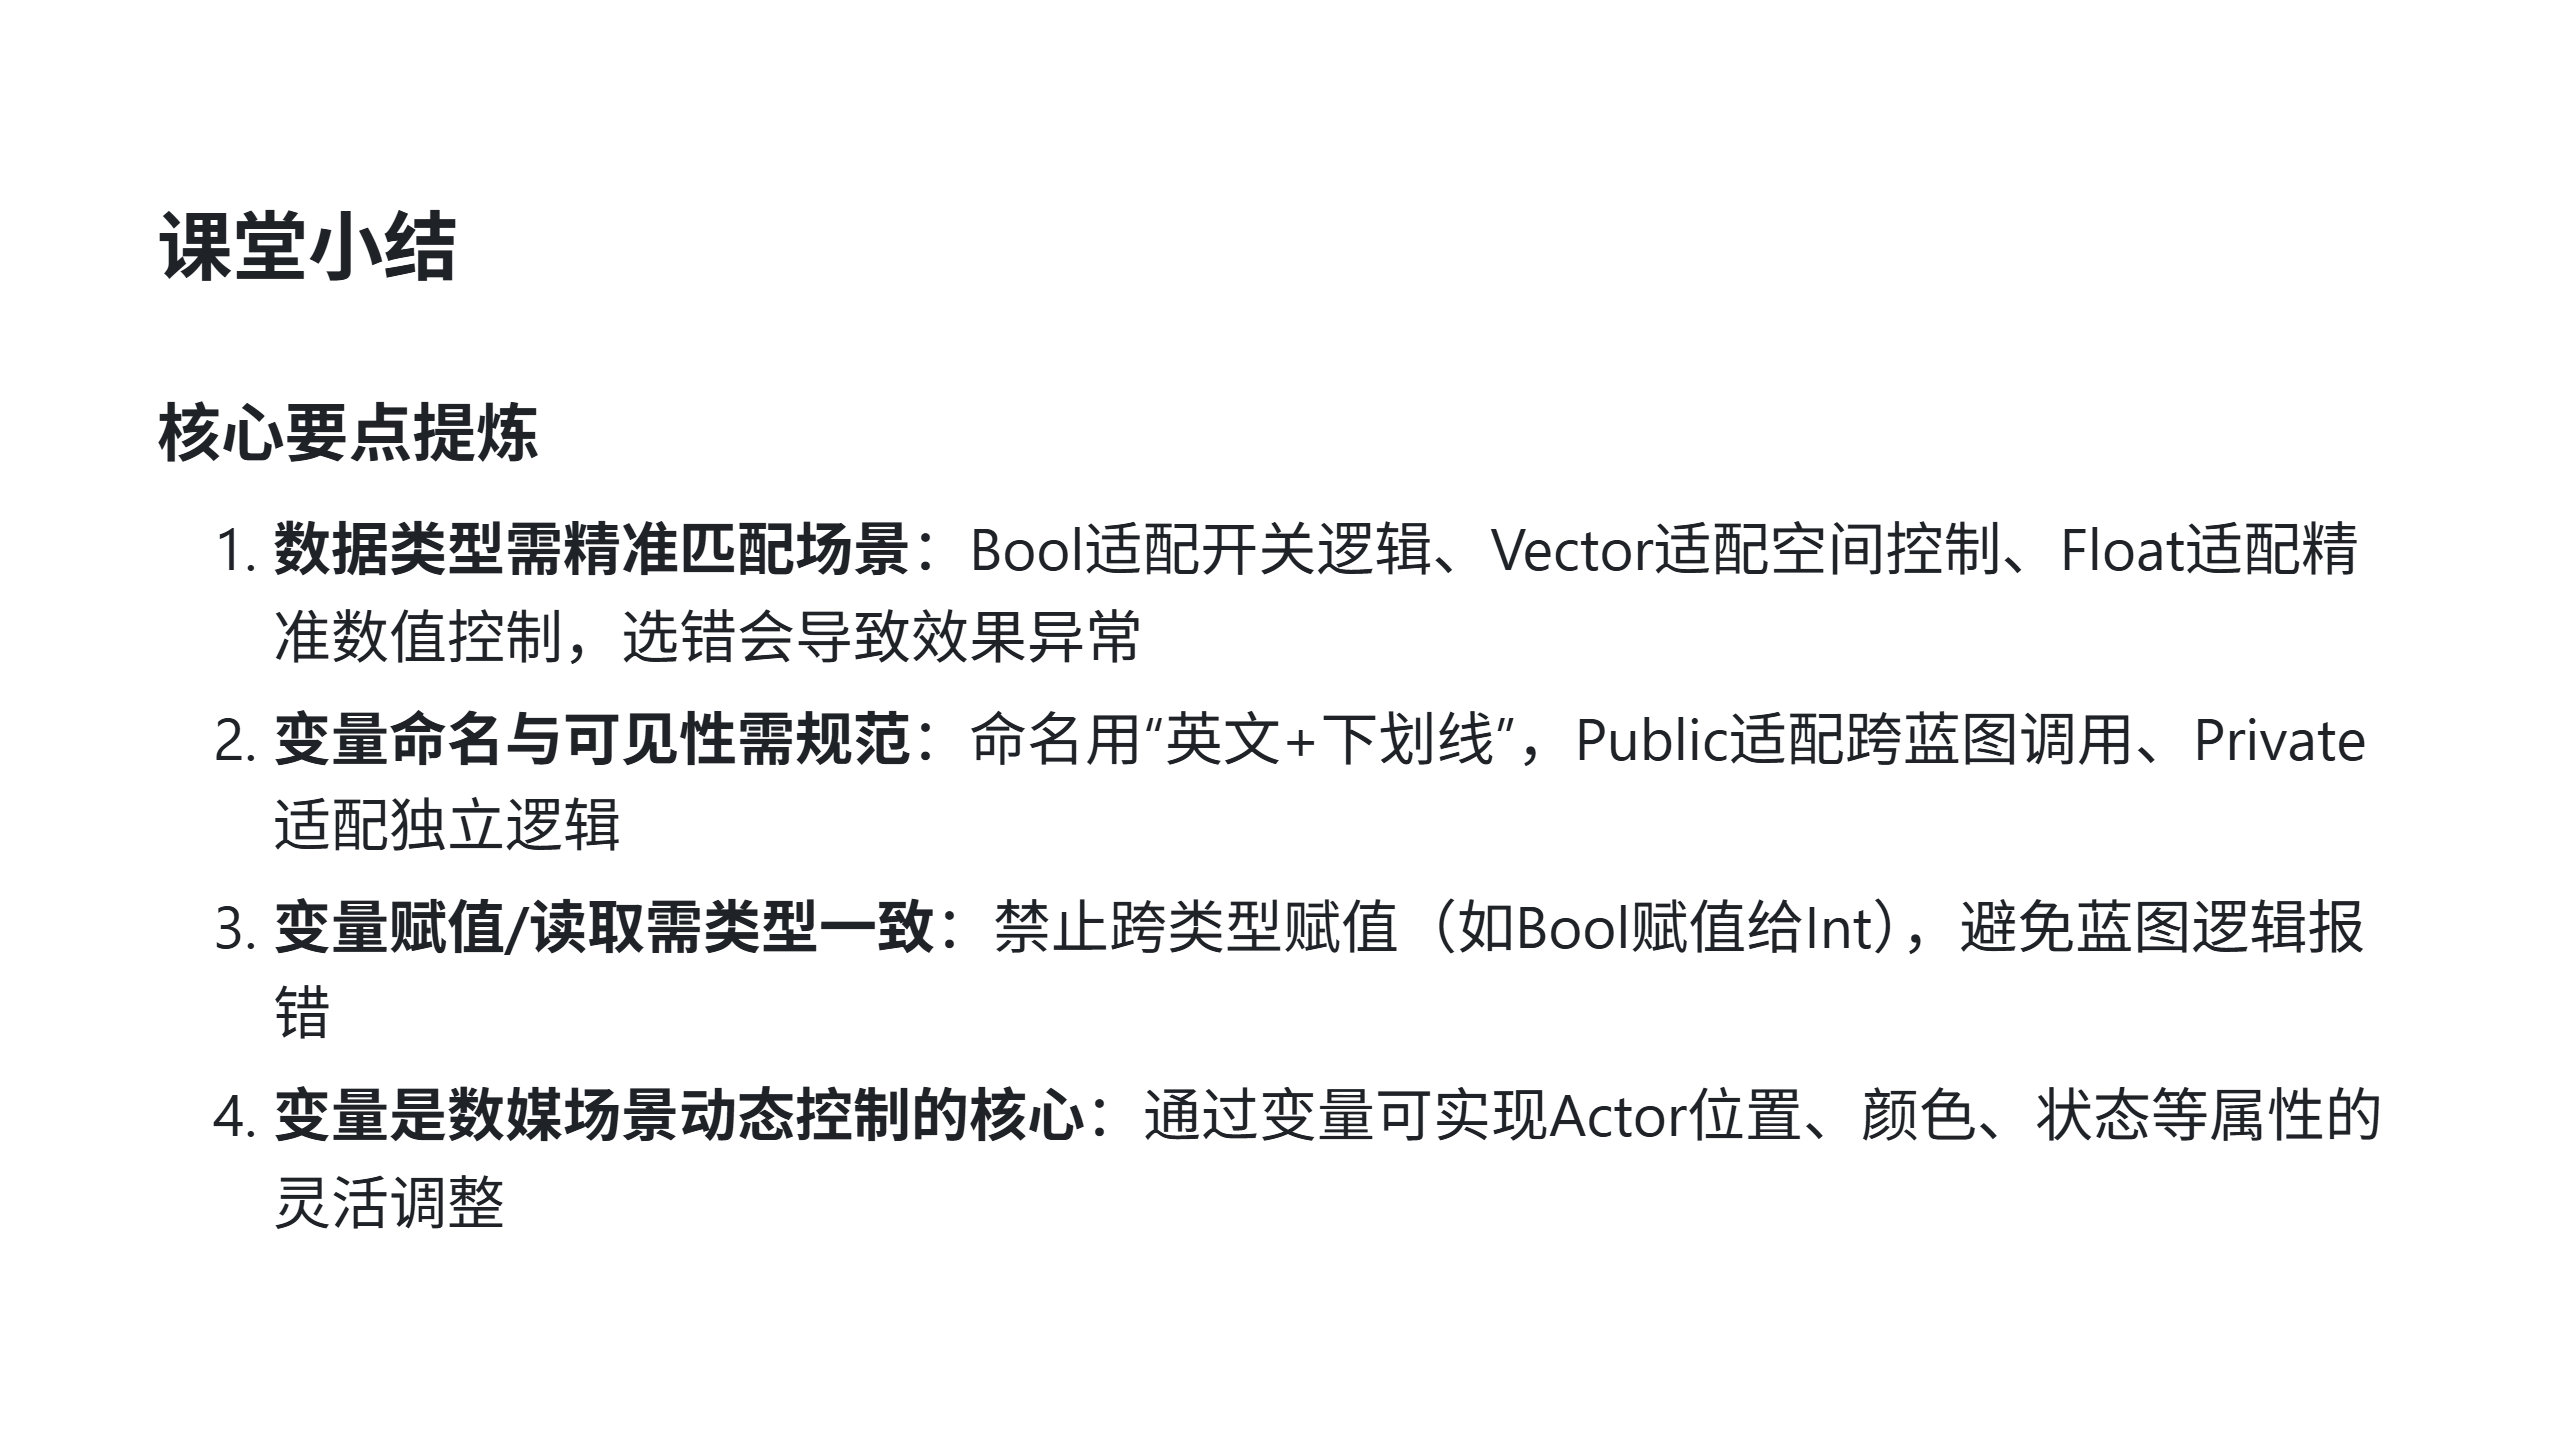 课堂小结
核心要点提炼
1. 数据类型需精准匹配场景：Bool适配开关逻辑、Vector适配空间控制、Float适配精
准数值控制，选错会导致效果异常
2. 变量命名与可见性需规范：命名用“英文+下划线”，Public适配跨蓝图调用、Private
适配独立逻辑
3. 变量赋值/读取需类型一致：禁止跨类型赋值（如Bool赋值给Int），避免蓝图逻辑报
错
4. 变量是数媒场景动态控制的核心：通过变量可实现Actor位置、颜色、状态等属性的
灵活调整